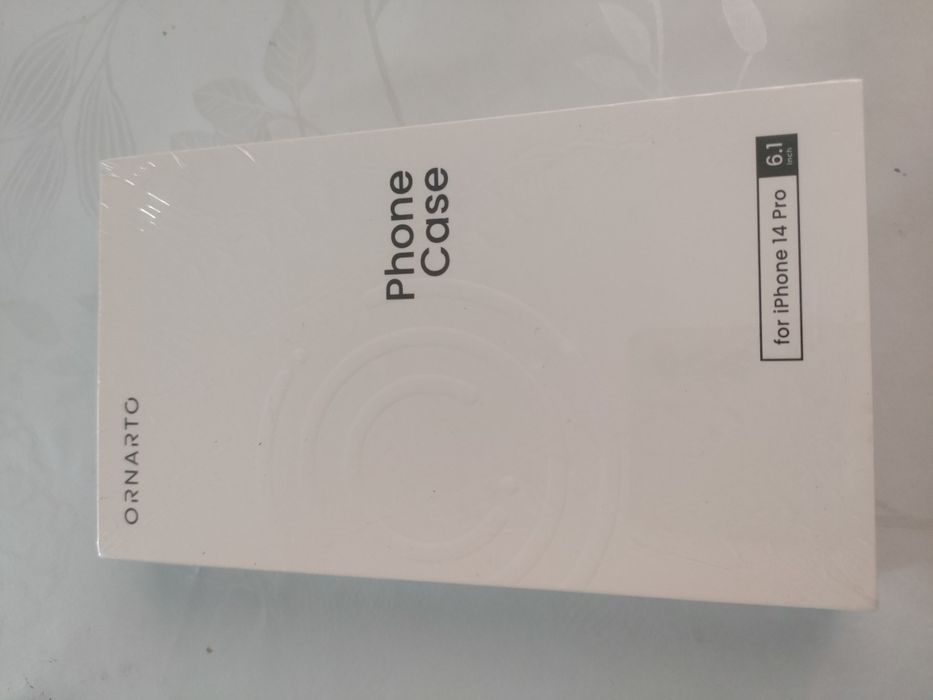 ORNARTO
Phone
Case
for iPhone 14 Pro
6.1
inch